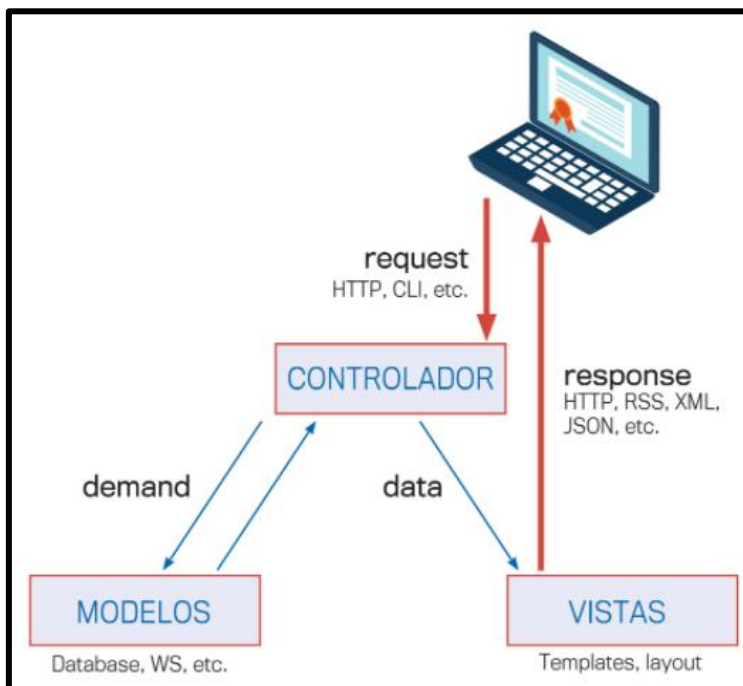 request
HTTP, CLI, etc.
CONTROLADOR
response
HTTP, RSS, XML,
JSON, etc.
demand
data
MODELOS
Database, WS, etc.
VISTAS
Templates, layout